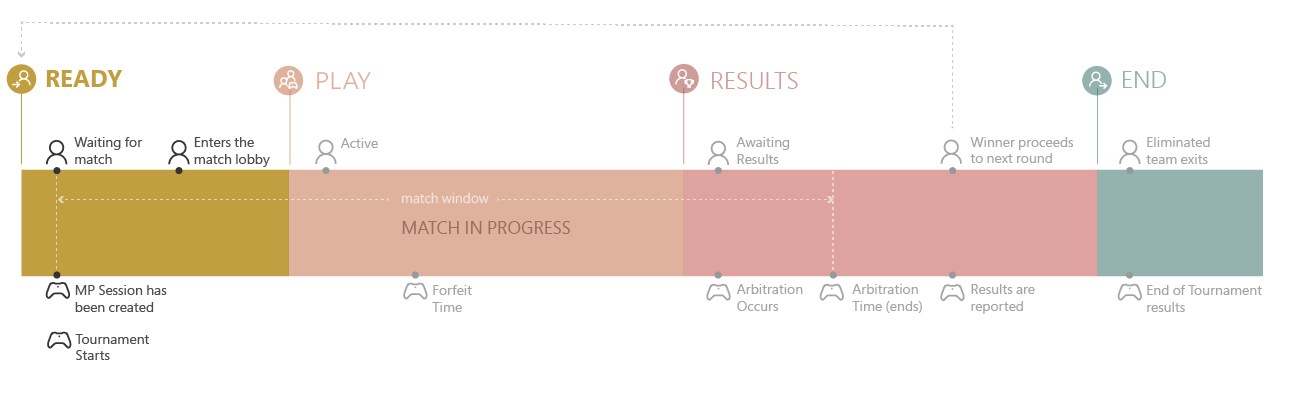 READY
PLAY
RESULTS
END
Waiting for
match
Enters the
match lobby
Active
Awaiting
Results
Winner proceeds
to next round
Eliminated
team exits
match window
MATCH IN PROGRESS
MP Session has
been created
Forfeit
Time
Arbitration
Occurs
Arbitration
Time (ends)
Results are
reported
End of Tournament
results
Tournament
Starts